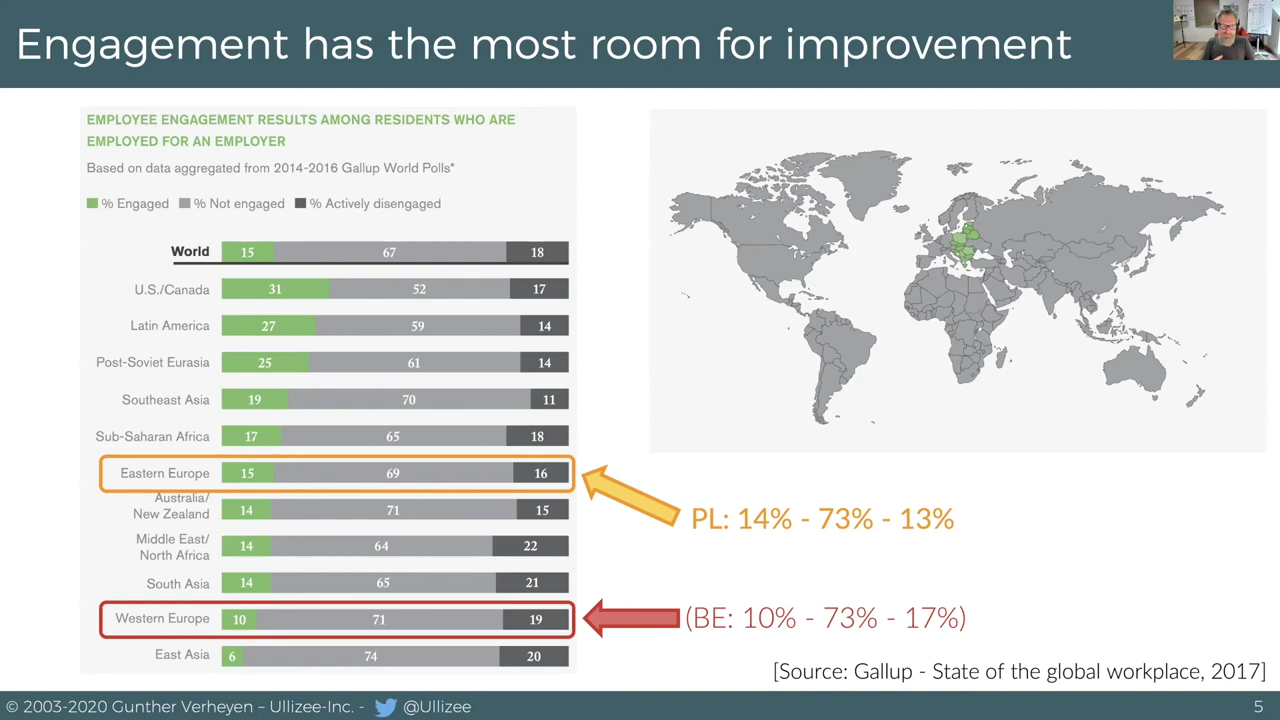 Engagement has the most room for improvement
EMPLOYEE ENGAGEMENT RESULTS AMONG RESIDENTS WHO ARE
EMPLOYED FOR AN EMPLOYER
Based on data aggregated from 2014-2016 Gallup World Polls*
% Engaged % Not engaged % Actively disengaged
World 15 67 18
U.S./Canada 31 52 17
Latin America 27 59 14
Post-Soviet Eurasia 25 61 14
Southeast Asia 19 70 11
Sub-Saharan Africa 17 65 18
Eastern Europe 15 69 16
Australia/
New Zealand 14 71 15
Middle East/
North Africa 14 64 22
South Asia 14 65 21
Western Europe 10 71 19
East Asia 6 74 20
PL: 14% - 73% - 13%
(BE: 10% - 73% - 17%)
[Source: Gallup - State of the global workplace, 2017]
© 2003-2020 Gunther Verheyen – Ullizee-Inc. - @Ullizee
5